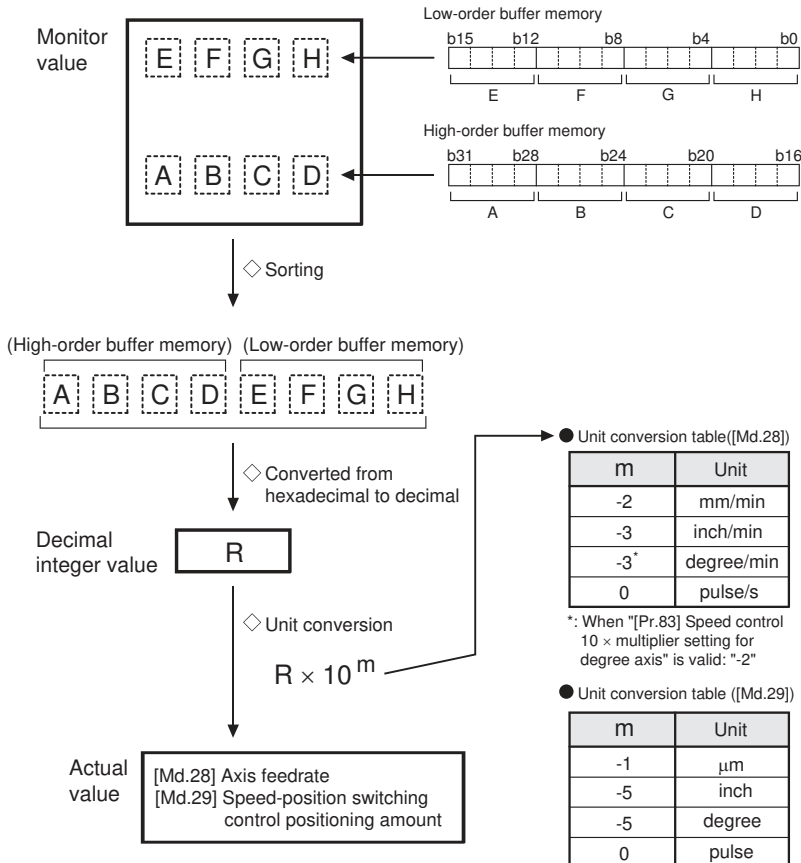 Monitor
value
E F G H
A B C D
Low-order buffer memory
b15 b12 b8 b4 b0
E F G H
High-order buffer memory
b31 b28 b24 b20 b16
A B C D
◇ Sorting
(High-order buffer memory) (Low-order buffer memory)
A B C D E F G H
◇ Converted from
hexadecimal to decimal
Decimal
integer value
R
◇ Unit conversion
R × 10 m
Actual
value
[Md.28] Axis feedrate
[Md.29] Speed-position switching
control positioning amount
● Unit conversion table([Md.28])
m Unit
-2 mm/min
-3 inch/min
-3* degree/min
0 pulse/s
*: When "[Pr.83] Speed control
10 × multiplier setting for
degree axis" is valid: "-2"
● Unit conversion table ([Md.29])
m Unit
-1 μm
-5 inch
-5 degree
0 pulse